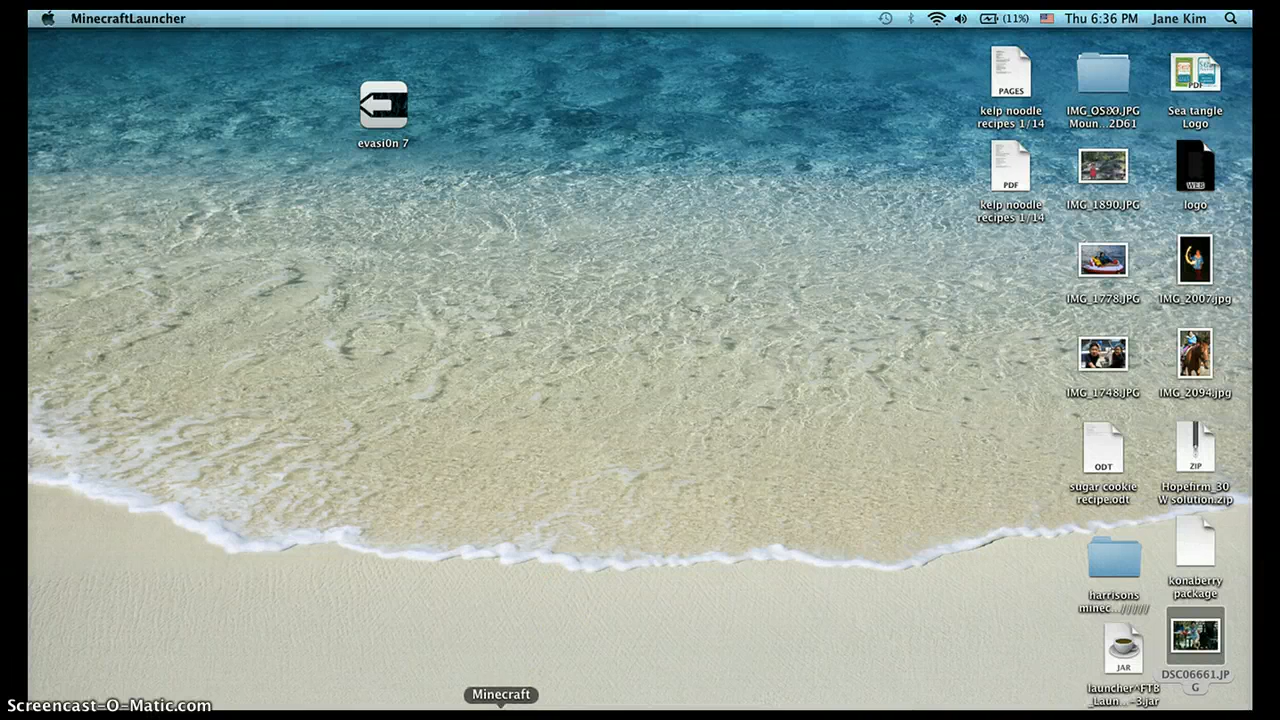 MinecraftLauncher
(11%)
Thu 6:36 PM
Jane Kim
evasi0n 7
PAGES
kelp noodle
recipes 1/14
Moun...2D61
PDF
Sea tangle
Logo
PDF
kelp noodle
recipes 1/14
IMG_1890.JPG
WEB
logo
IMG_1778.JPG
IMG_2007.jpg
IMG_1748.JPG
IMG_2094.jpg
ODT
sugar cookie
recipe.odt
ZIP
Hopefirm_30
W solution.zip
harrisons
minec...//////
konaberry
package
JAR
launcher^FTB
_Laun...-3.jar
DSC06661.JP
G
Minecraft
Screencast-O-Matic.com